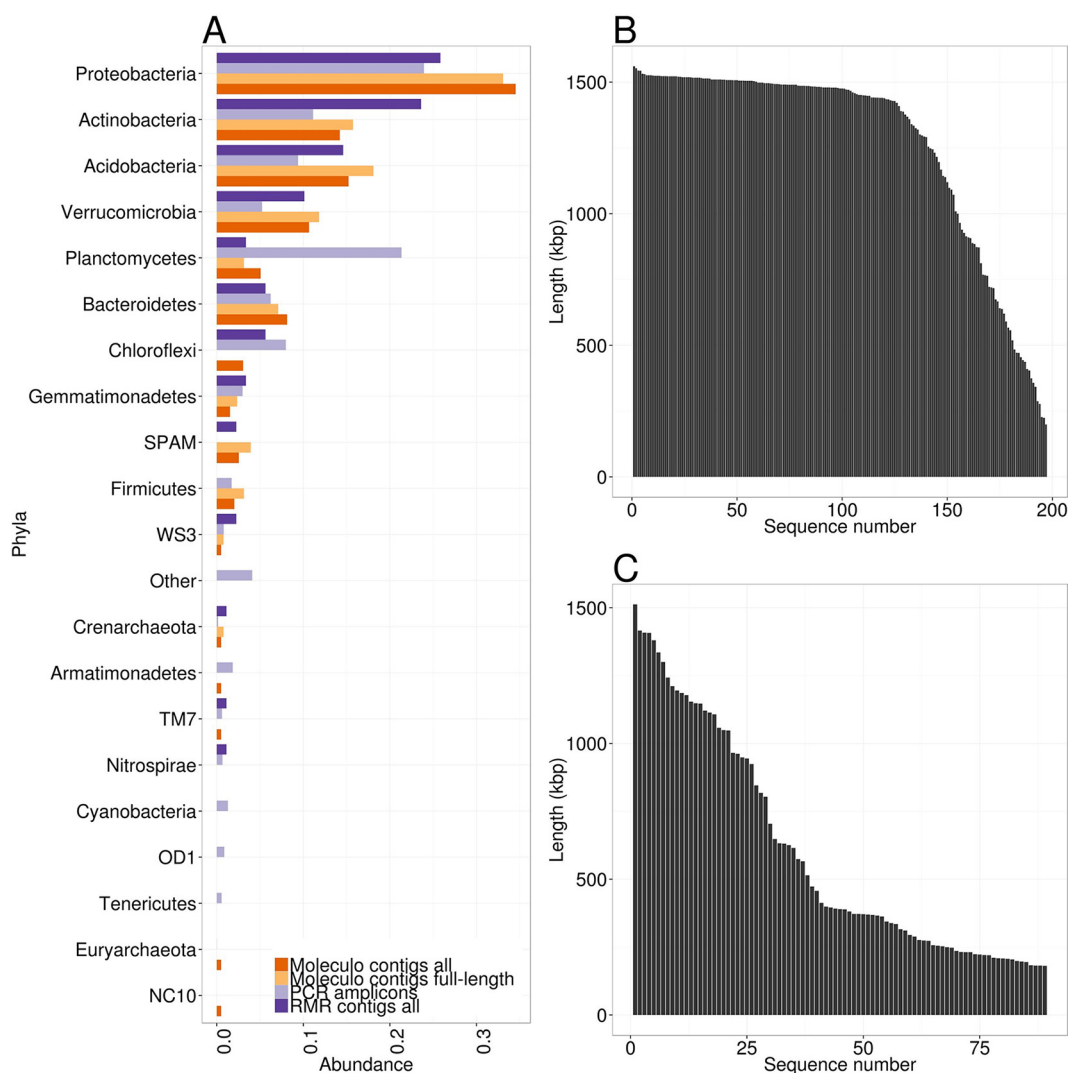 A
Phyla
Proteobacteria
Actinobacteria
Acidobacteria
Verrucomicrobia
Planctomycetes
Bacteroidetes
Chloroflexi
Gemmatimonadetes
SPAM
Firmicutes
WS3
Other
Crenarchaeota
Armatimonadetes
TM7
Nitrospirae
Cyanobacteria
OD1
Tenericutes
Euryarchaeota
NC10
Moleculo contigs all
Moleculo contigs full-length
PCR amplicons
RMR contigs all
0.0 0.1 0.2 0.3
Abundance
B
Length (kbp)
1500
1000
500
0
0 50 100 150 200
Sequence number
C
Length (kbp)
1500
1000
500
0
0 25 50 75
Sequence number